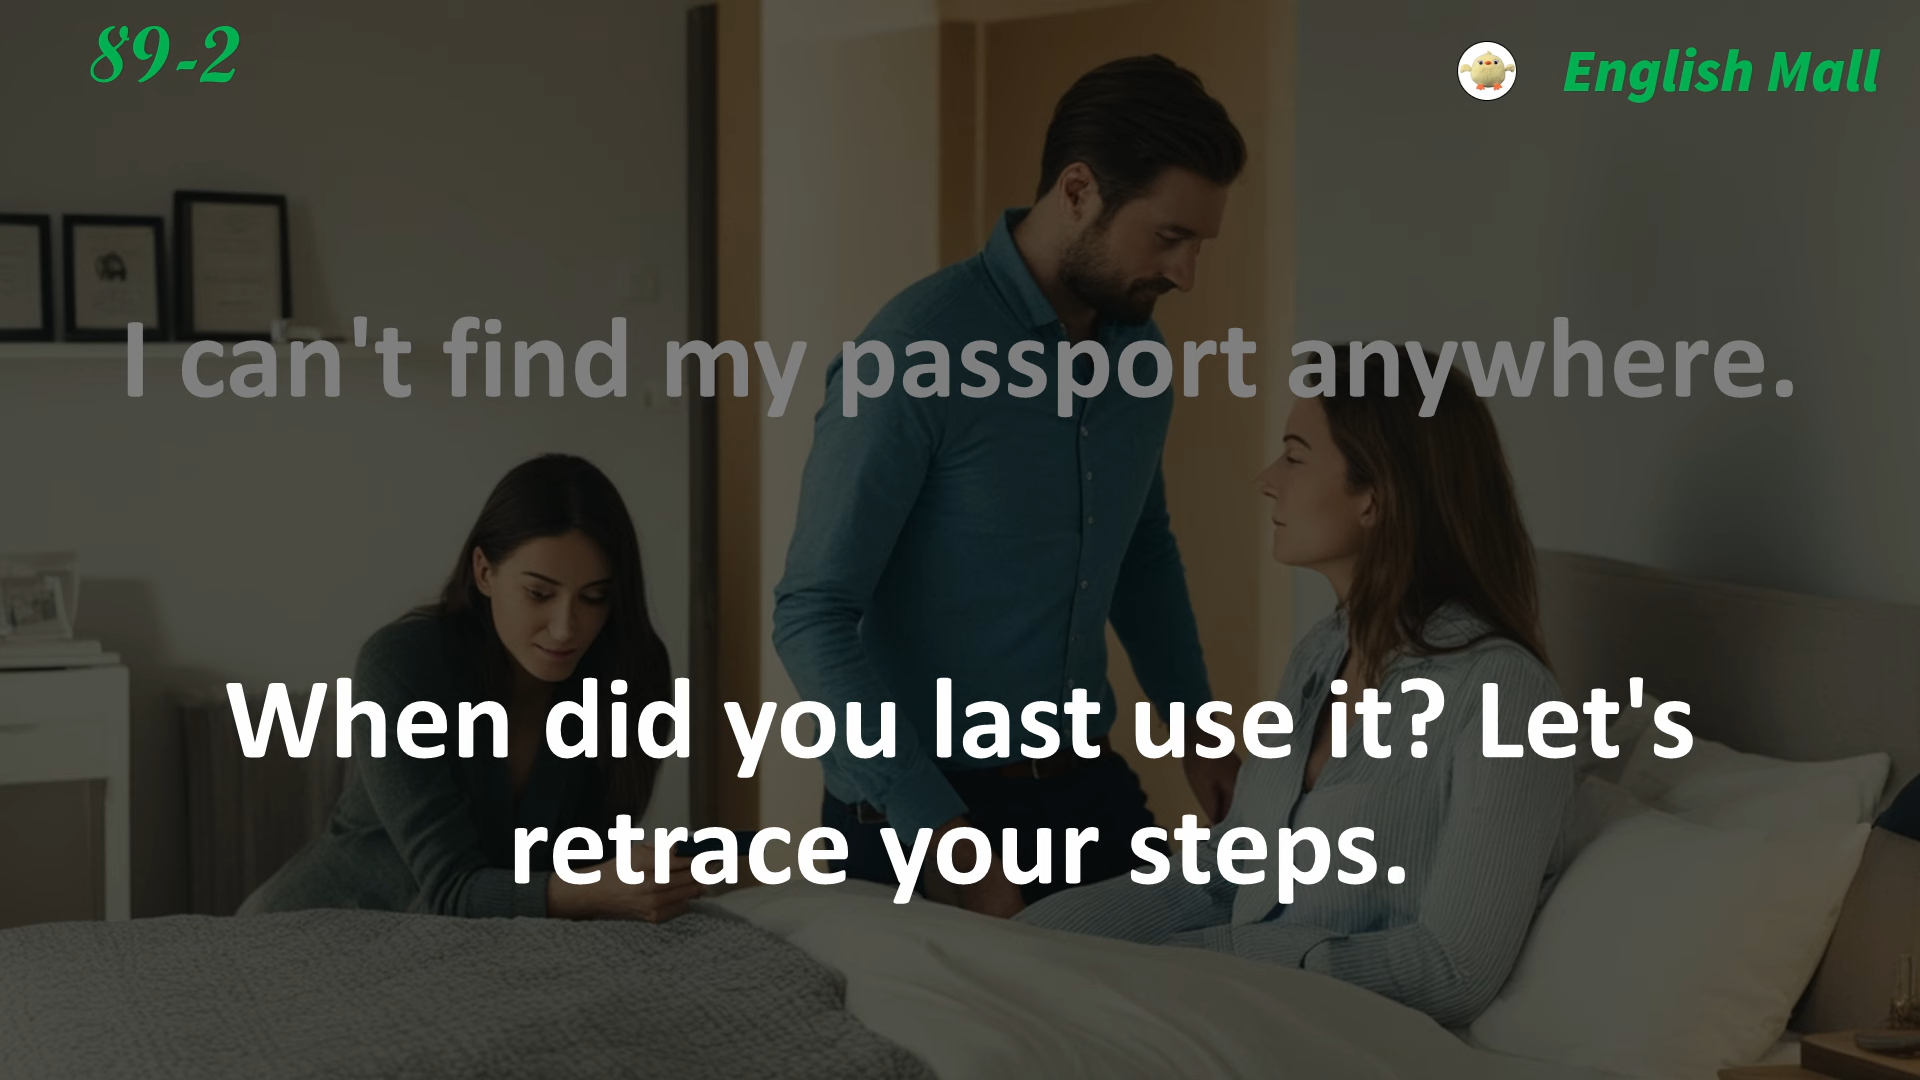 89-2
English Mall
I can't find my passport anywhere.
When did you last use it? Let's
retrace your steps.